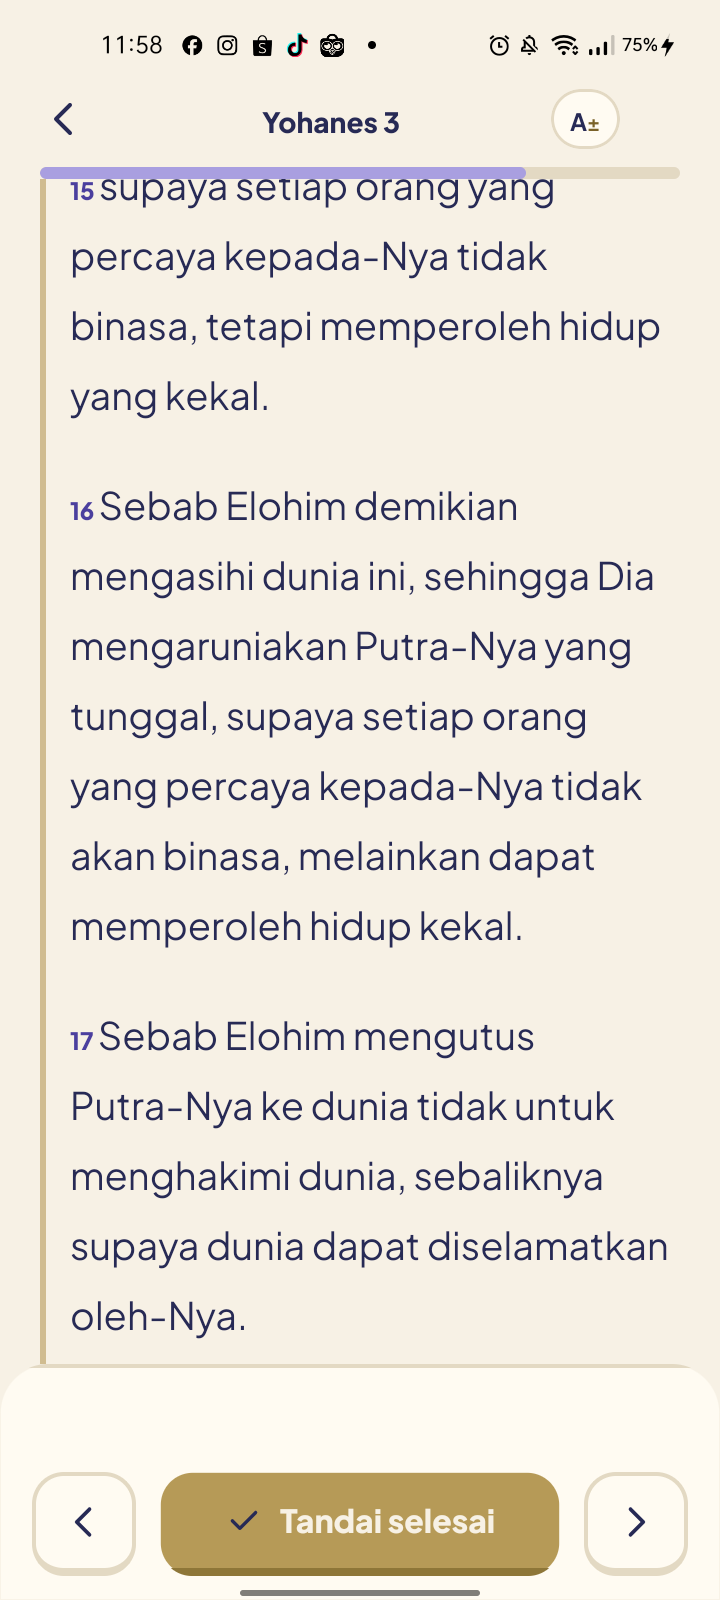 11:58
75%
Yohanes 3
A±
15 supaya setiap orang yang
percaya kepada-Nya tidak
binasa, tetapi memperoleh hidup
yang kekal.
16 Sebab Elohim demikian
mengasihi dunia ini, sehingga Dia
mengaruniakan Putra-Nya yang
tunggal, supaya setiap orang
yang percaya kepada-Nya tidak
akan binasa, melainkan dapat
memperoleh hidup kekal.
17 Sebab Elohim mengutus
Putra-Nya ke dunia tidak untuk
menghakimi dunia, sebaliknya
supaya dunia dapat diselamatkan
oleh-Nya.
Tandai selesai